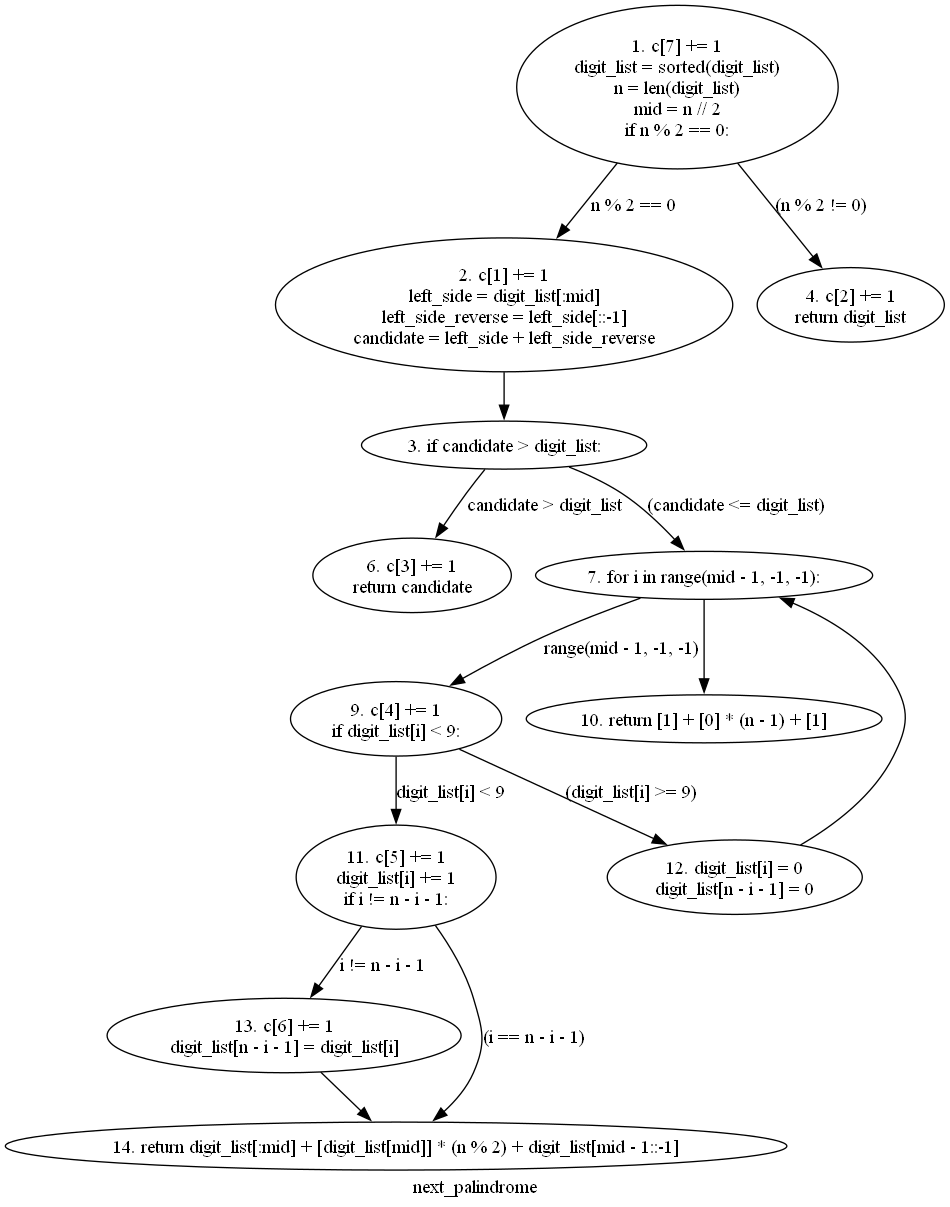 1. c[7] += 1
digit_list = sorted(digit_list)
n = len(digit_list)
mid = n // 2
if n % 2 == 0:
n % 2 == 0
(n % 2 != 0)
2. c[1] += 1
left_side = digit_list[:mid]
left_side_reverse = left_side[::-1]
candidate = left_side + left_side_reverse
4. c[2] += 1
return digit_list
3. if candidate > digit_list:
candidate > digit_list
(candidate <= digit_list)
6. c[3] += 1
return candidate
7. for i in range(mid - 1, -1, -1):
range(mid - 1, -1, -1)
9. c[4] += 1
if digit_list[i] < 9:
10. return [1] + [0] * (n - 1) + [1]
digit_list[i] < 9
(digit_list[i] >= 9)
11. c[5] += 1
digit_list[i] += 1
if i != n - i - 1:
12. digit_list[i] = 0
digit_list[n - i - 1] = 0
i != n - i - 1
13. c[6] += 1
digit_list[n - i - 1] = digit_list[i]
(i == n - i - 1)
14. return digit_list[:mid] + [digit_list[mid]] * (n % 2) + digit_list[mid - 1::-1]
next_palindrome